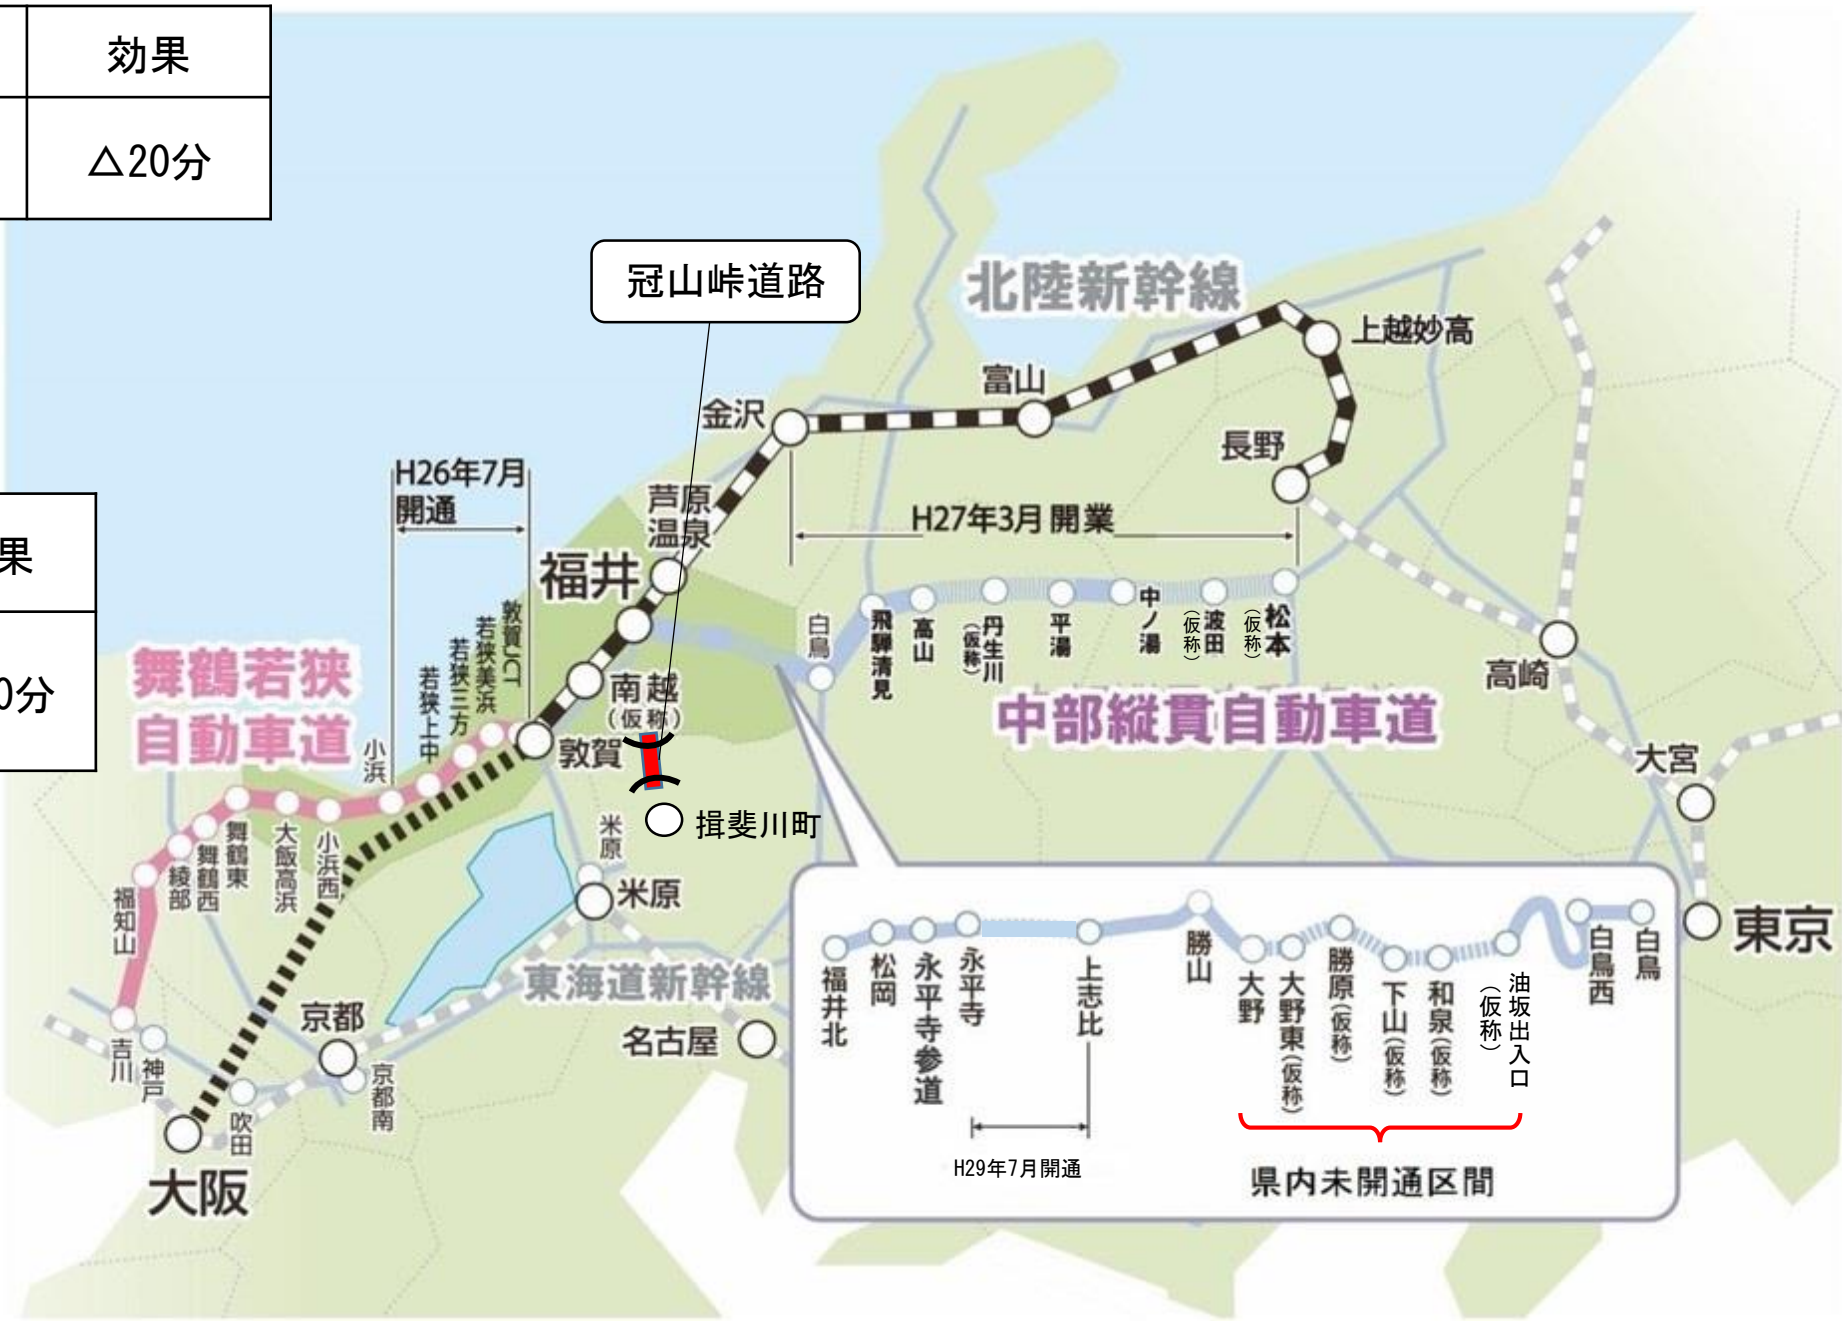 効果
△20分
果
0分
冠山峠道路
北陸新幹線
上越妙高
富山
金沢
長野
H26年7月
開通
芦原
温泉
H27年3月 開業
福井
敦賀JCT
若狭美浜
若狭三方
若狭上中
小浜
白鳥
飛騨清見
高山
丹生川
(仮称)
平湯
中ノ湯
波田
(仮称)
松本
(仮称)
高崎
舞鶴若狭
自動車道
南越
(仮称)
敦賀
中部縦貫自動車道
大宮
揖斐川町
米原
米原
小浜西
大飯高浜
舞鶴東
舞鶴西
綾部
福知山
東京
東海道新幹線
京都
名古屋
吉川
神戸
吹田
京都南
大阪
福井北
松岡
永平寺参道
永平寺
上志比
勝山
大野
大野東(仮称)
勝原(仮称)
下山(仮称)
和泉(仮称)
油坂出入口
(仮称)
白鳥西
白鳥
H29年7月開通
県内未開通区間